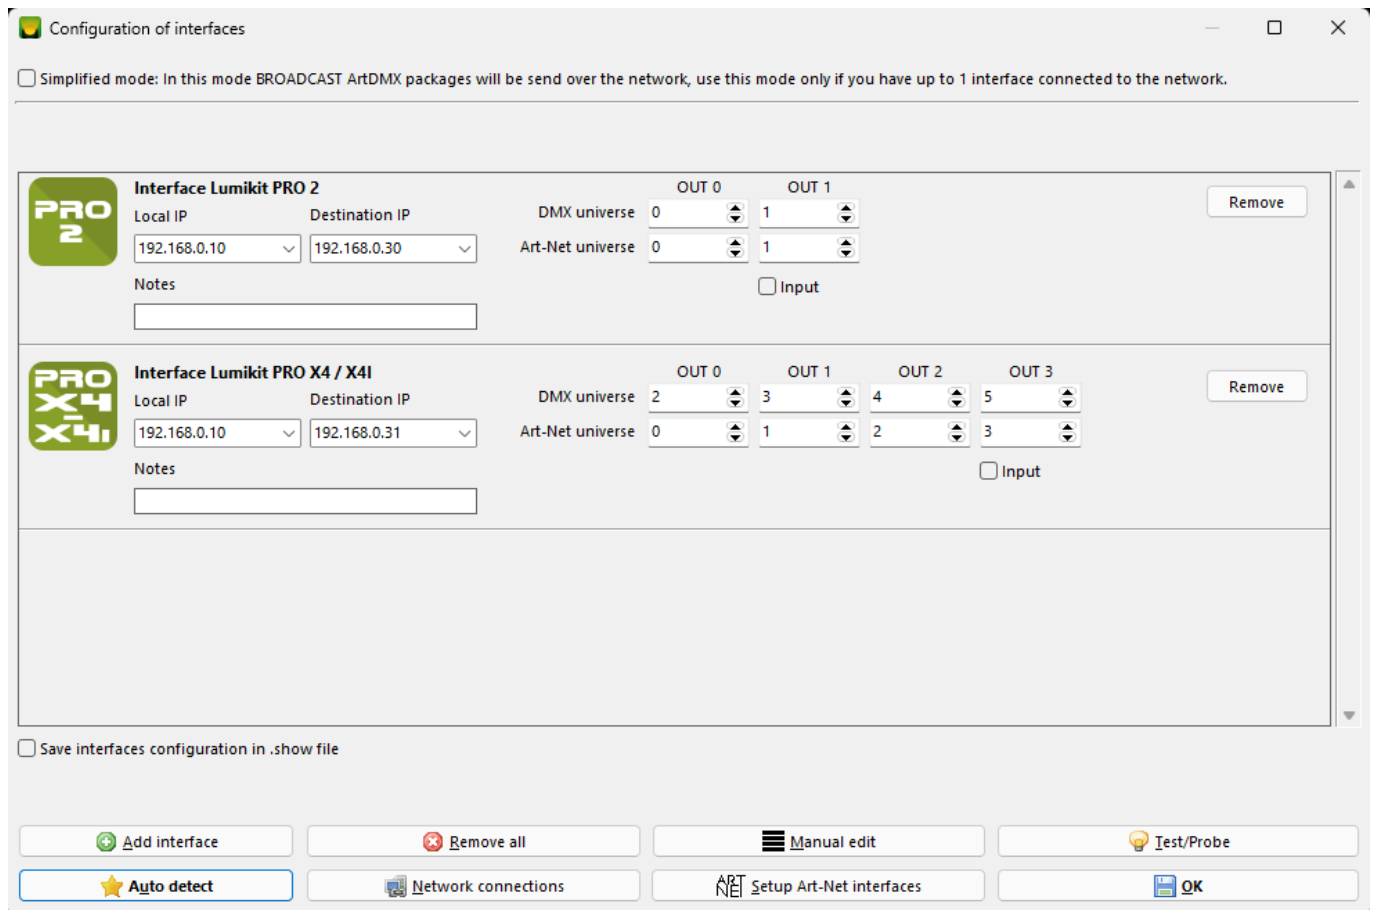 Configuration of interfaces
Simplified mode: In this mode BROADCAST ArtDMX packages will be send over the network, use this mode only if you have up to 1 interface connected to the network.
PRO 2
Interface Lumikit PRO 2
OUT 0 OUT 1
Remove
Local IP Destination IP
DMX universe 0 1
192.168.0.10 192.168.0.30
Art-Net universe 0 1
Notes
Input
PRO X4 - X4i
Interface Lumikit PRO X4 / X4I
OUT 0 OUT 1 OUT 2 OUT 3
Remove
Local IP Destination IP
DMX universe 2 3 4 5
192.168.0.10 192.168.0.31
Art-Net universe 0 1 2 3
Notes
Input
Save interfaces configuration in .show file
Add interface Remove all Manual edit Test/Probe
Auto detect Network connections ART NET Setup Art-Net interfaces OK